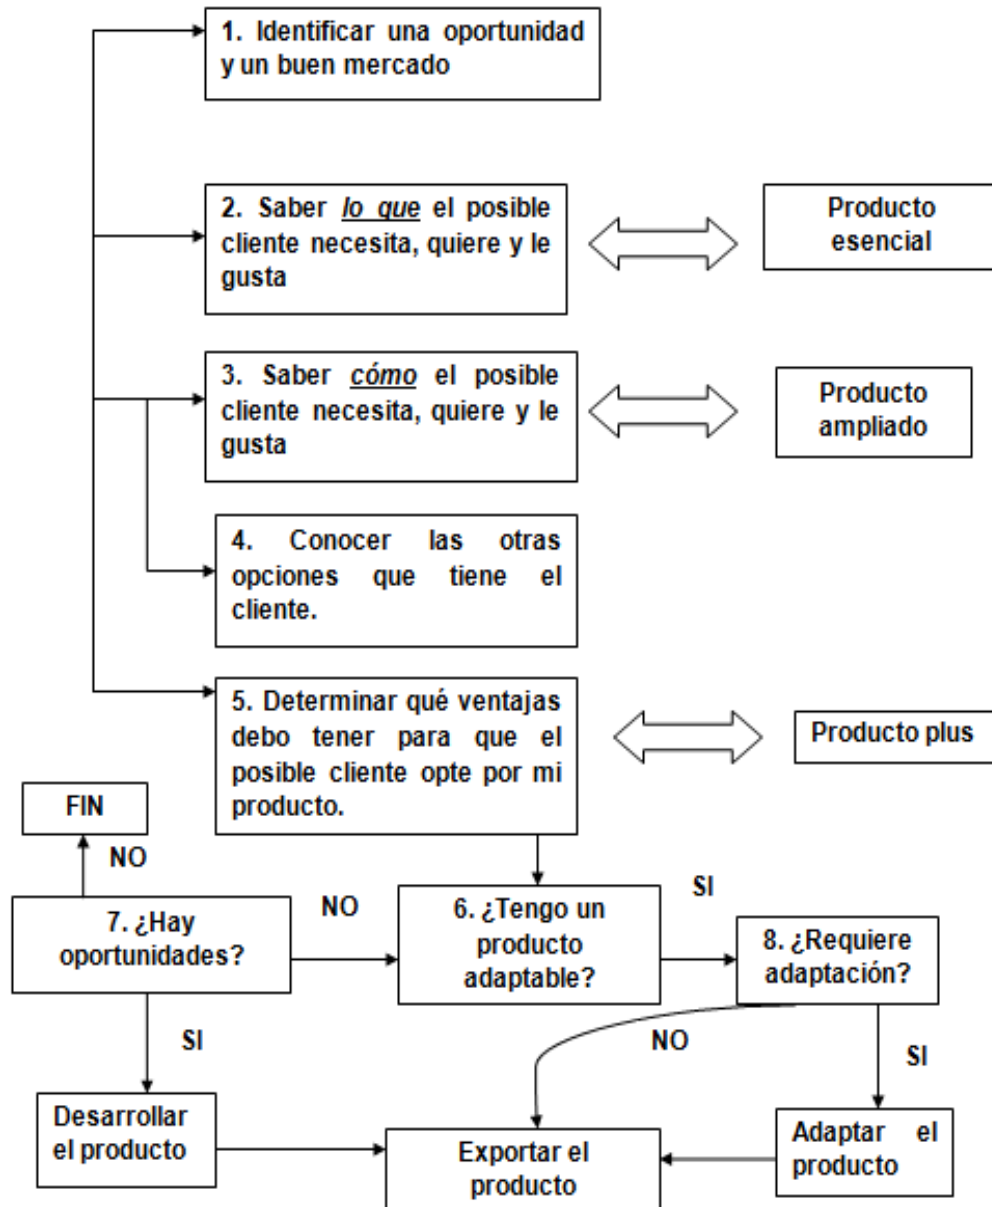 1. Identificar una oportunidad
y un buen mercado
2. Saber lo que el posible
cliente necesita, quiere y le
gusta
Producto
esencial
3. Saber cómo el posible
cliente necesita, quiere y le
gusta
Producto
ampliado
4. Conocer las otras
opciones que tiene el
cliente.
5. Determinar qué ventajas
debo tener para que el
posible cliente opte por mi
producto.
Producto plus
FIN
NO
7. ¿Hay
oportunidades?
NO
6. ¿Tengo un
producto
adaptable?
SI
8. ¿Requiere
adaptación?
SI
NO
SI
Desarrollar
el producto
Exportar el
producto
Adaptar el
producto